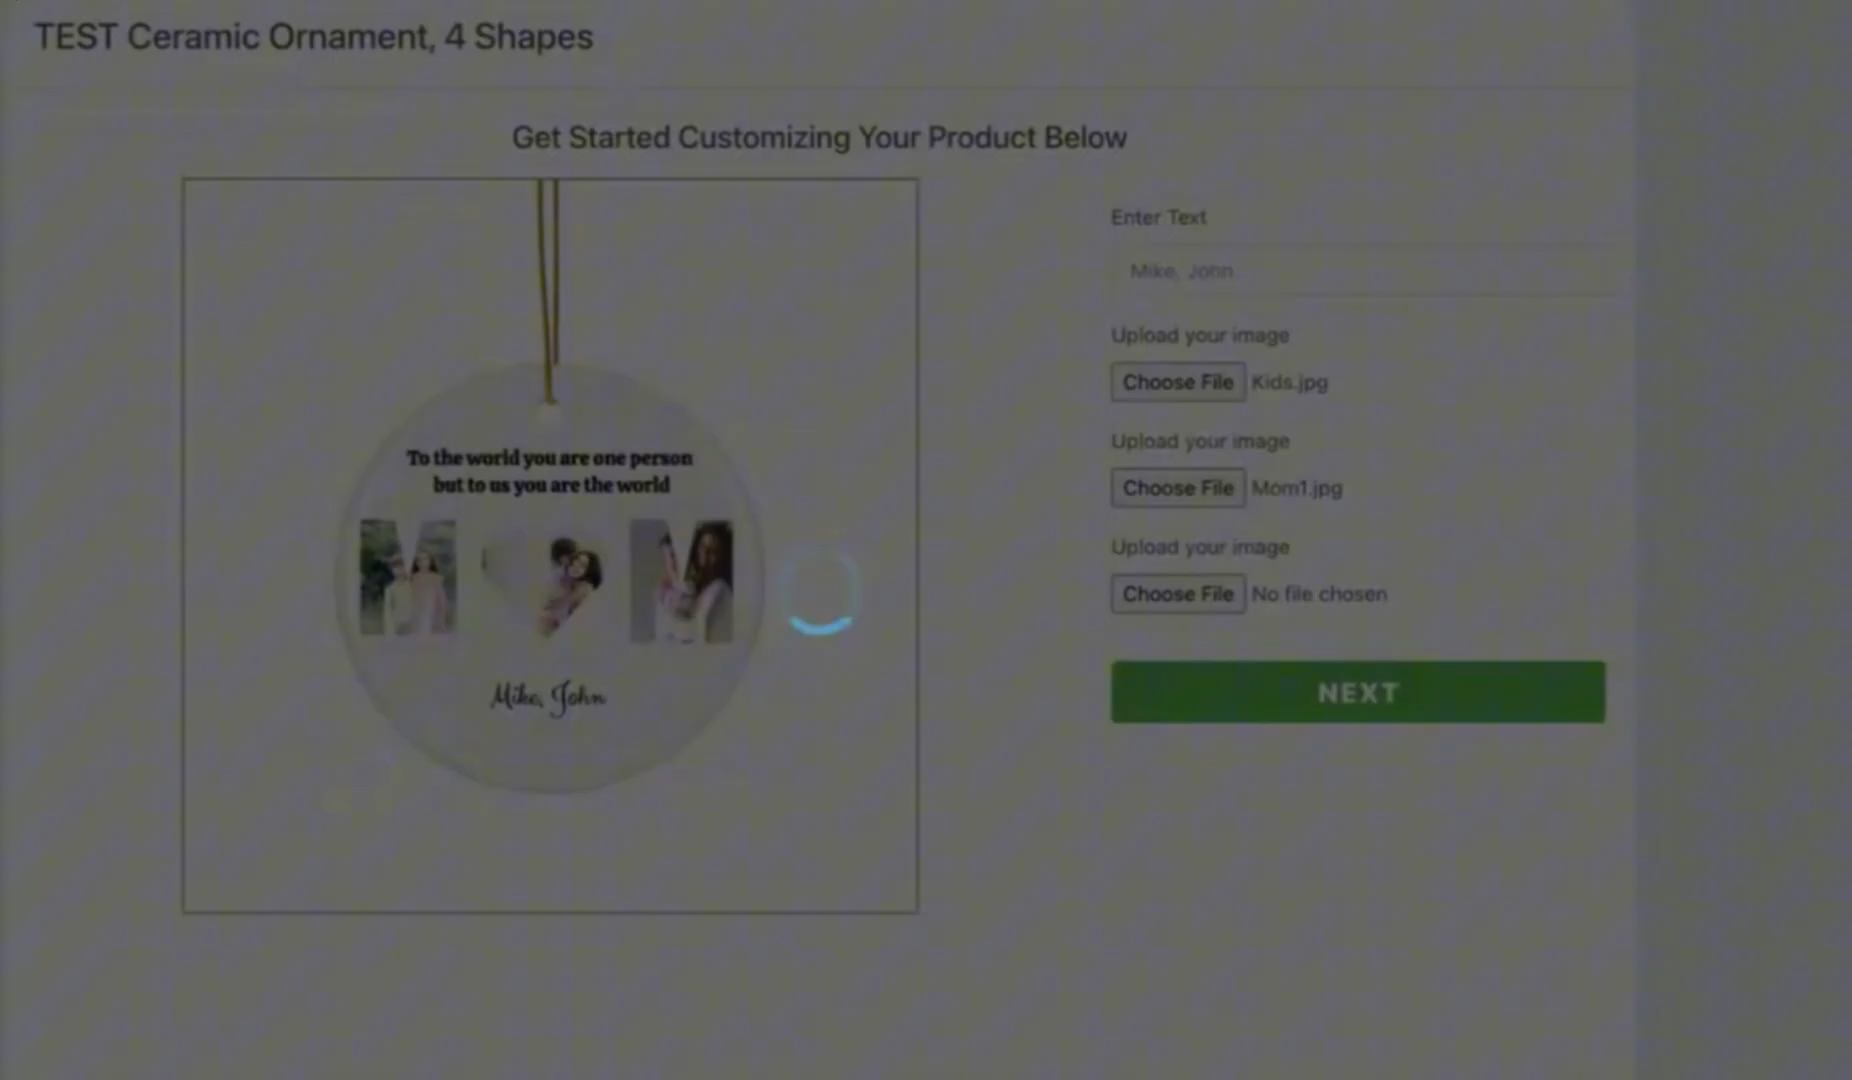 TEST Ceramic Ornament, 4 Shapes
Get Started Customizing Your Product Below
To the world you are one person
but to us you are the world
M M
Mike, John
Enter Text
Mike, John
Upload your image
Choose File Kids.jpg
Upload your image
Choose File Mom1.jpg
Upload your image
Choose File No file chosen
NEXT